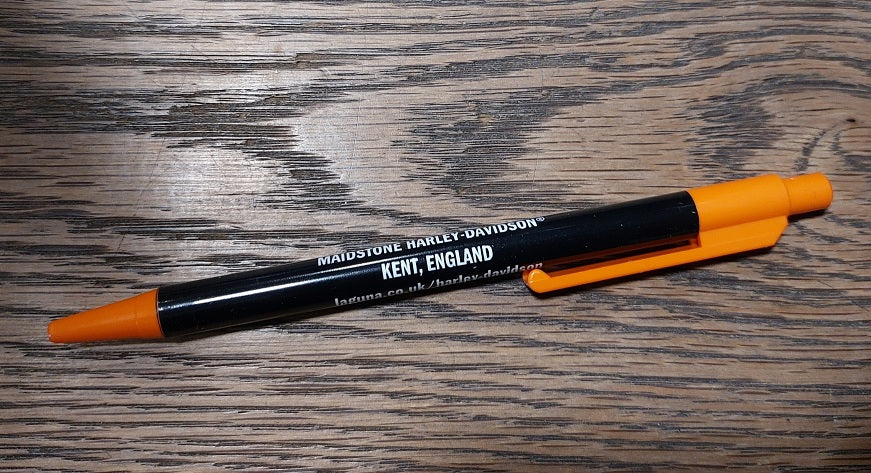 MAIDSTONE HARLEY-DAVIDSON®
KENT, ENGLAND
laguna.co.uk/harley-davidson